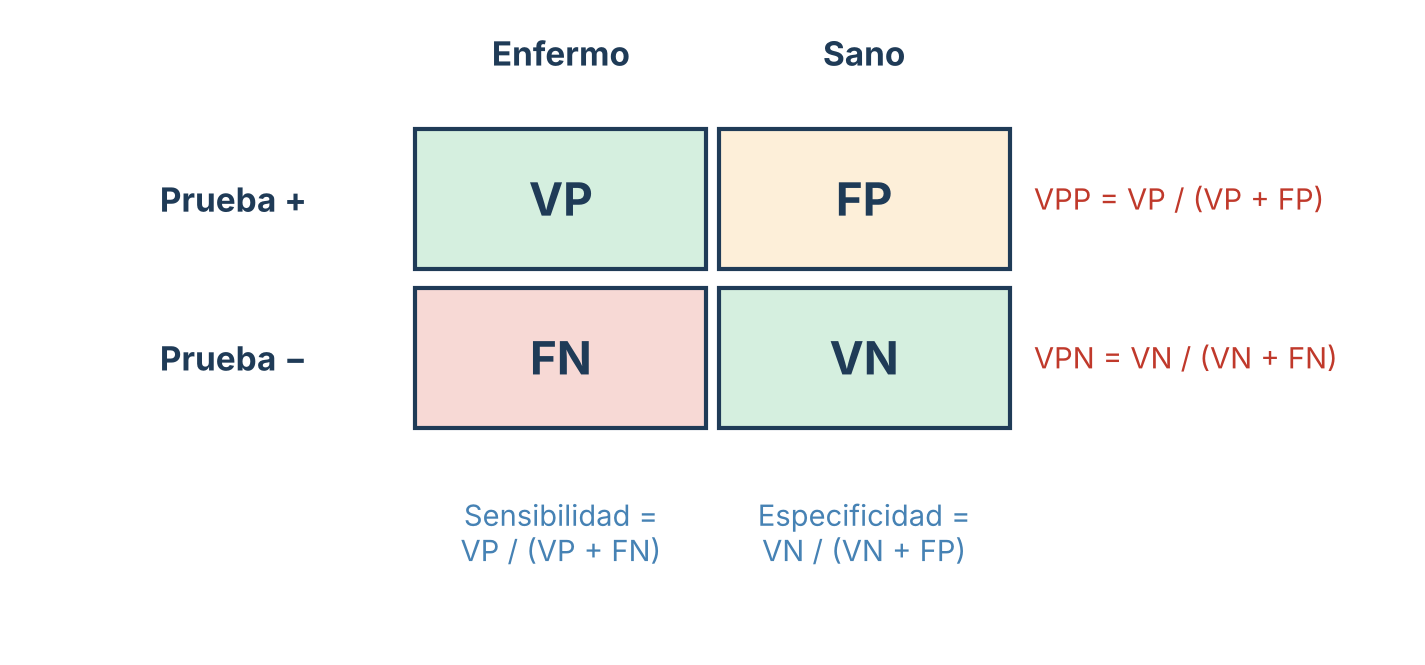 Enfermo
Sano
Prueba +
VP
FP
VPP = VP / (VP + FP)
Prueba –
FN
VN
VPN = VN / (VN + FN)
Sensibilidad =
VP / (VP + FN)
Especificidad =
VN / (VN + FP)